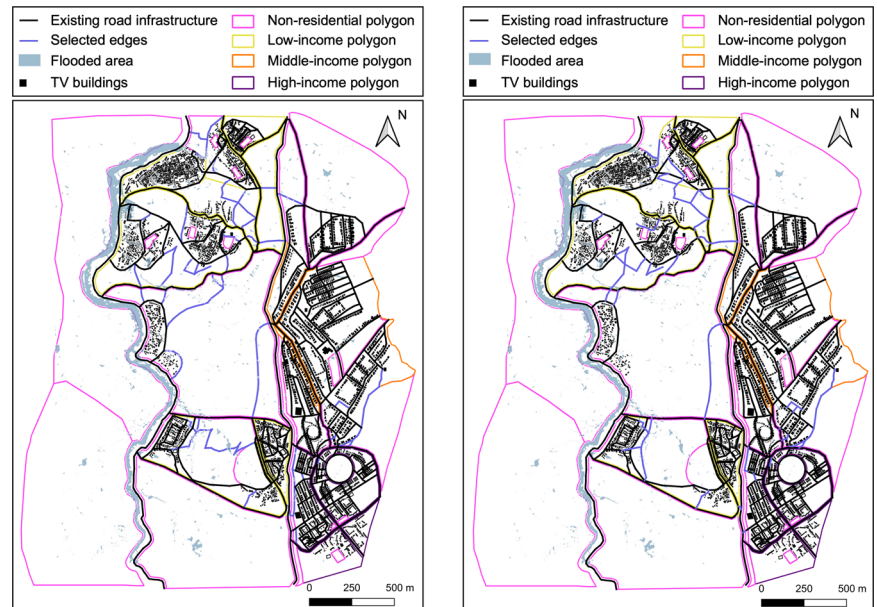 Existing road infrastructure
Non-residential polygon
Selected edges
Low-income polygon
Flooded area
Middle-income polygon
TV buildings
High-income polygon
N
0 250 500 m
Existing road infrastructure
Non-residential polygon
Selected edges
Low-income polygon
Flooded area
Middle-income polygon
TV buildings
High-income polygon
N
0 250 500 m